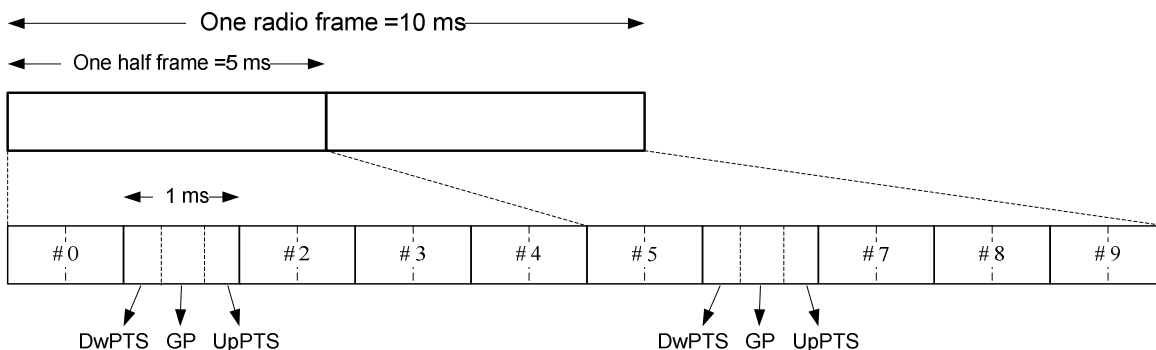 One radio frame =10 ms
One half frame =5 ms
1 ms
#0 #2 #3 #4 #5 #7 #8 #9
DwPTS GP UpPTS DwPTS GP UpPTS